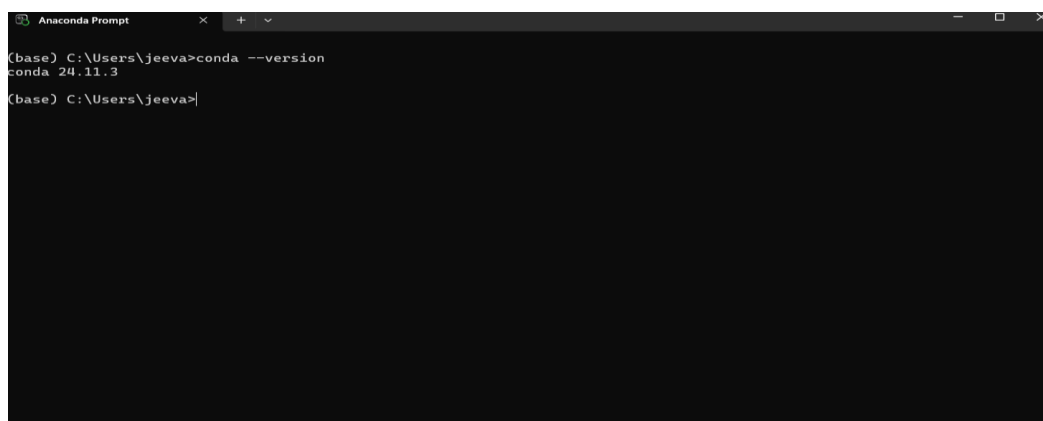 Anaconda Prompt
(base) C:\Users\jeeva>conda --version
conda 24.11.3
(base) C:\Users\jeeva>